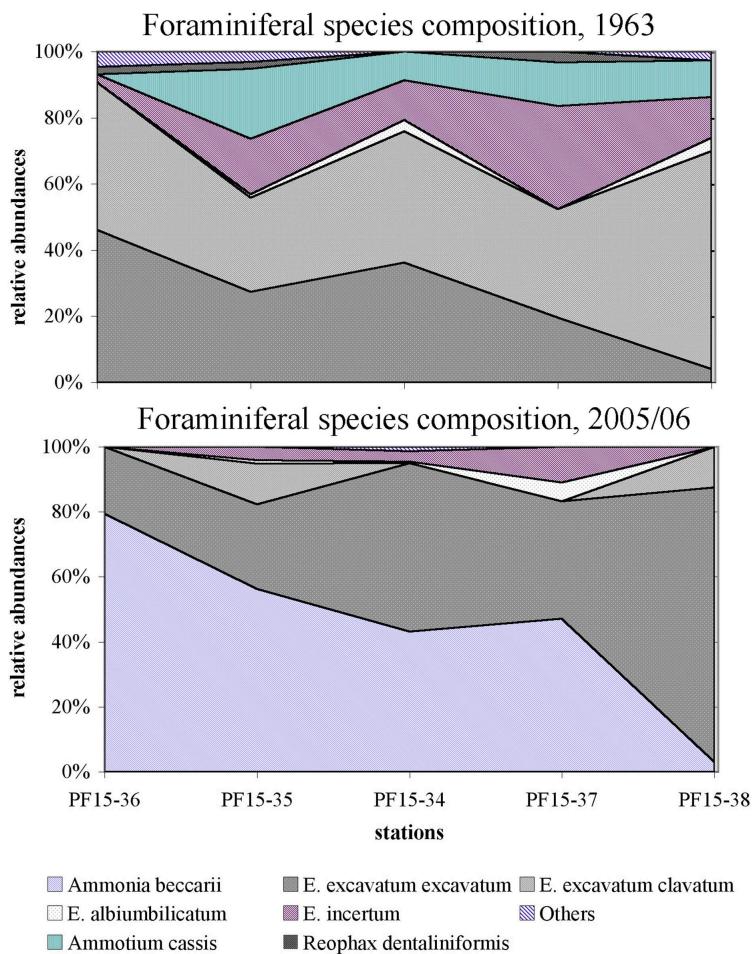 Foraminiferal species composition, 1963
100%
80%
60%
40%
20%
0%
relative abundances
Foraminiferal species composition, 2005/06
100%
80%
60%
40%
20%
0%
relative abundances
PF15-36 PF15-35 PF15-34 PF15-37 PF15-38
stations
Ammonia beccarii E. excavatum excavatum E. excavatum clavatum
E. albiumbilicatum E. incertum Others
Ammotium cassis Reophax dentaliniformis